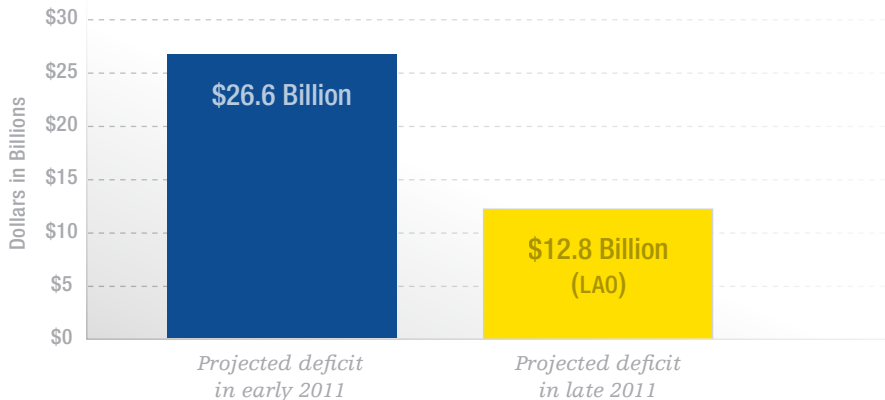 $30
$25
$20
$15
$10
$5
$0
Dollars in Billions
$26.6 Billion
$12.8 Billion
(LAO)
Projected deficit
in early 2011
Projected deficit
in late 2011